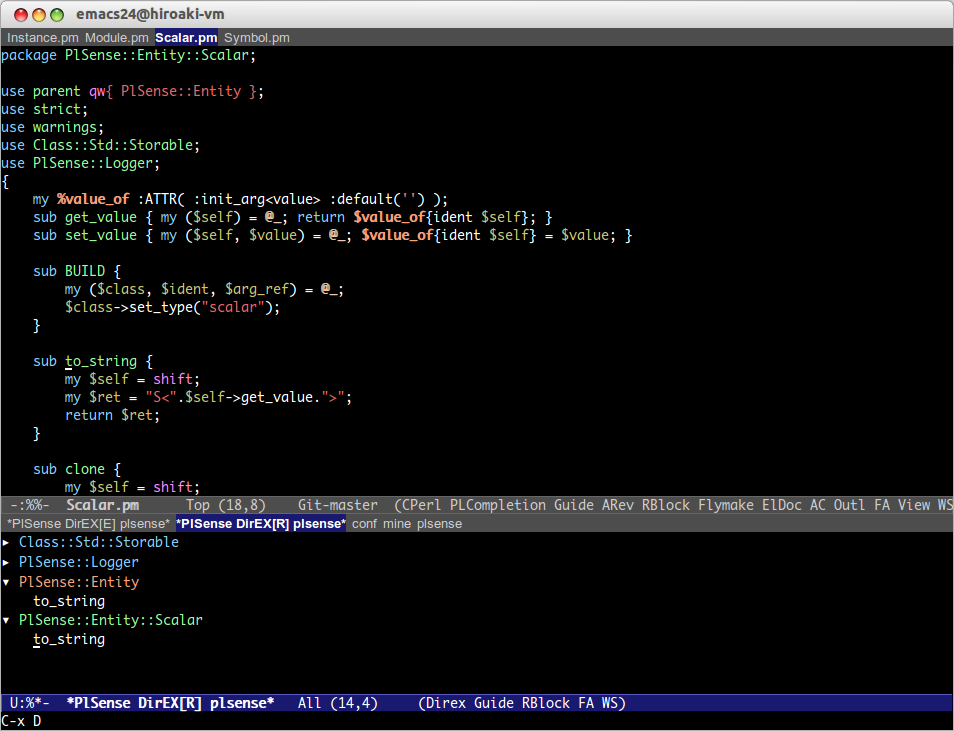 emacs24@hiroaki-vm
Instance.pm Module.pm Scalar.pm Symbol.pm
package PlSense::Entity::Scalar;
use parent qw{ PlSense::Entity };
use strict;
use warnings;
use Class::Std::Storable;
use PlSense::Logger;
{
    my %value_of :ATTR( :init_arg<value> :default('') );
    sub get_value { my ($self) = @_; return $value_of{ident $self}; }
    sub set_value { my ($self, $value) = @_; $value_of{ident $self} = $value; }
    sub BUILD {
        my ($class, $ident, $arg_ref) = @_;
        $class->set_type("scalar");
    }
    sub to_string {
        my $self = shift;
        my $ret = "S<".$self->get_value.">";
        return $ret;
    }
    sub clone {
        my $self = shift;
-:%%-  Scalar.pm      Top (18,8)    Git-master  (CPerl PLCompletion Guide ARev RBlock Flymake ElDoc AC Outl FA View WS
*PlSense DirEX[E] plsense* *PlSense DirEX[R] plsense* conf mine plsense
▸ Class::Std::Storable
▸ PlSense::Logger
▾ PlSense::Entity
    to_string
▾ PlSense::Entity::Scalar
    to_string
U:%*-  *PlSense DirEX[R] plsense*   All (14,4)     (Direx Guide RBlock FA WS)
C-x D